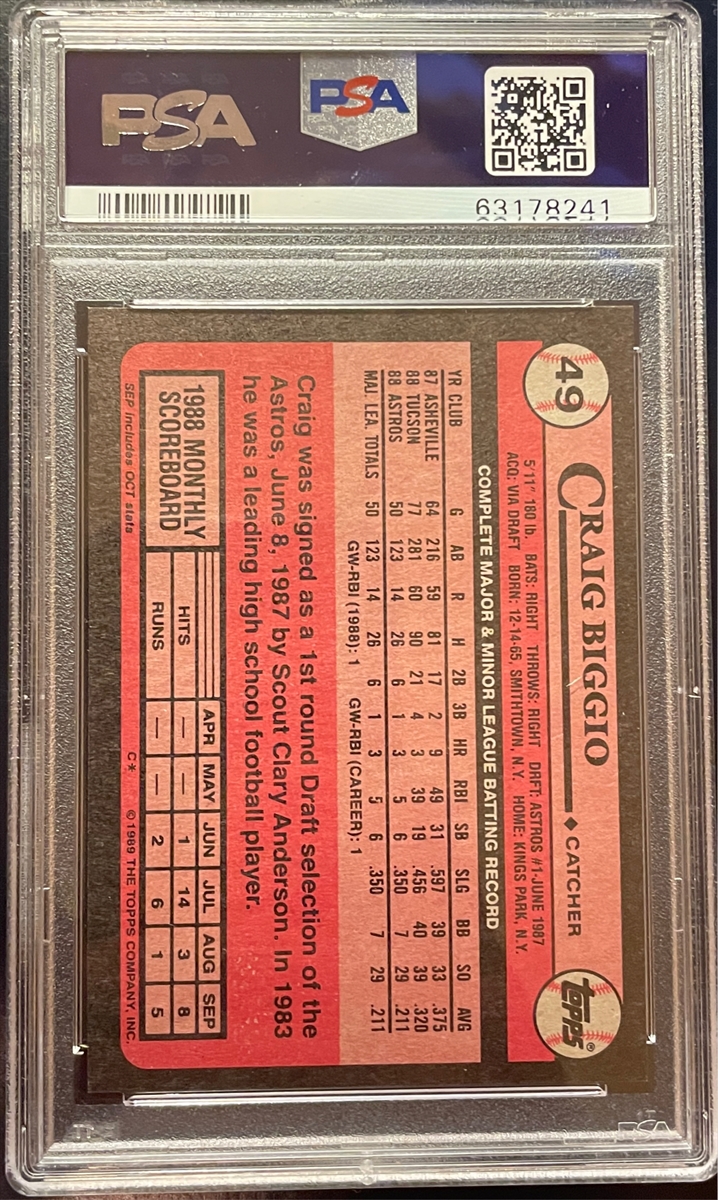 PSA
PSA
63178241
49
CRAIG BIGGIO ◆ CATCHER
Topps®
5'11" 180 lb. BATS: RIGHT THROWS: RIGHT DRFT: ASTROS #1-JUNE 1987
ACQ: VIA DRAFT BORN: 12-14-65, SMITHTOWN, N.Y. HOME: KINGS PARK, N.Y.
COMPLETE MAJOR & MINOR LEAGUE BATTING RECORD
YR CLUB G AB R H 2B 3B HR RBI SB SLG BB SO AVG
87 ASHEVILLE 64 216 59 81 17 2 9 49 31 .597 39 33 .375
88 TUCSON 77 281 60 90 21 4 3 39 19 .456 40 39 .320
88 ASTROS 50 123 14 26 6 1 3 5 6 .350 7 29 .211
MAJ. LEA. TOTALS 50 123 14 26 6 1 3 5 6 .350 7 29 .211
GW-RBI (1988): 1 GW-RBI (CAREER): 1
Craig was signed as a 1st round Draft selection of the
Astros, June 8, 1987 by Scout Clary Anderson. In 1983
he was a leading high school football player.
1988 MONTHLY
SCOREBOARD
APR MAY JUN JUL AUG SEP
HITS — — 1 14 3 8
RUNS — — 2 6 1 5
SEP includes OCT stats
C* ©1989 THE TOPPS COMPANY, INC.
PSA